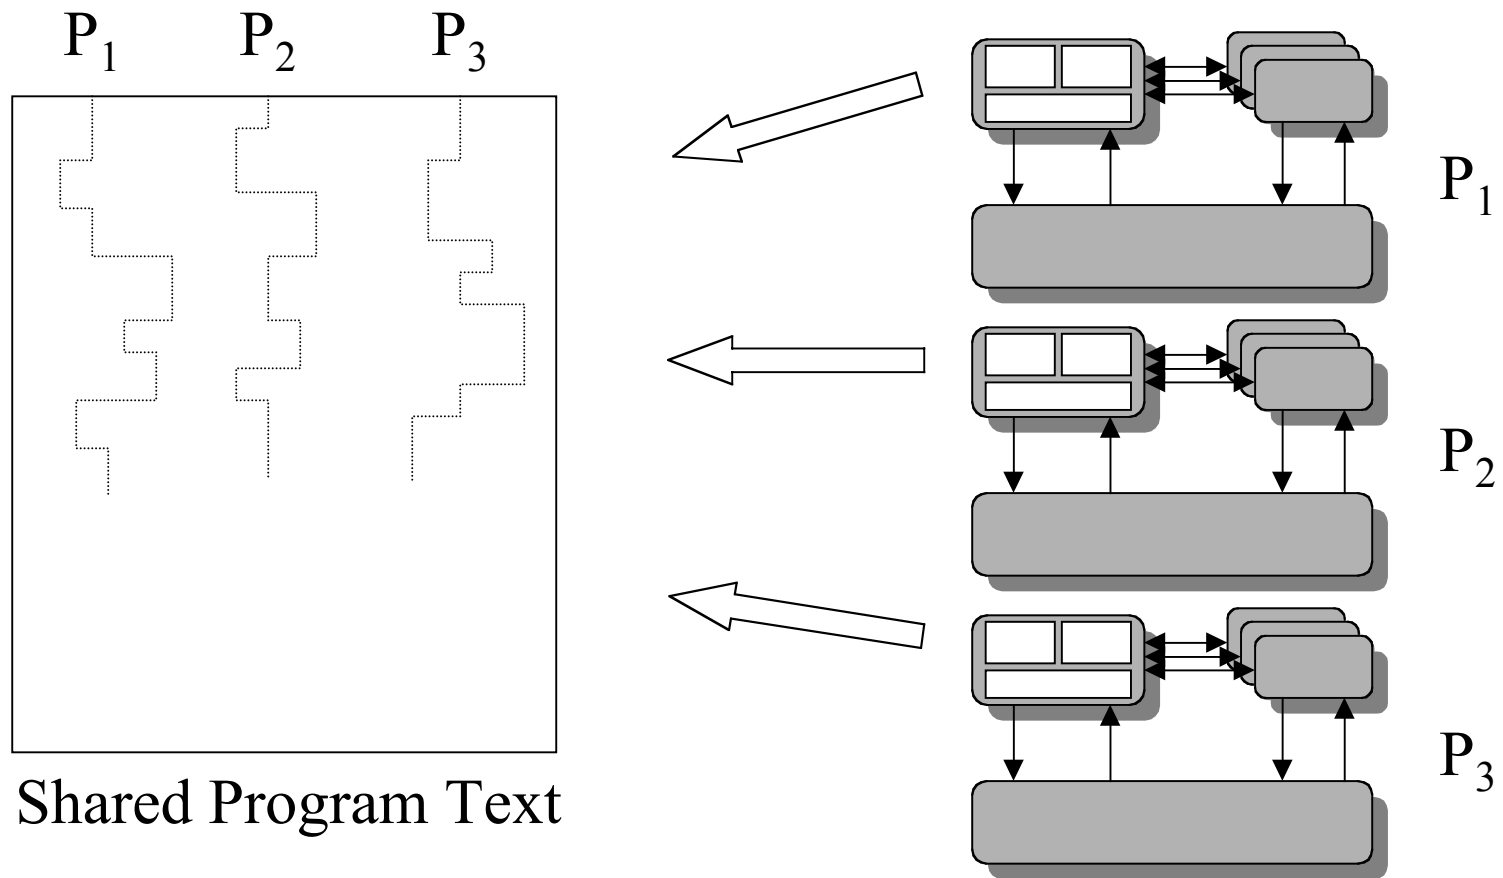 P₁ P₂ P₃
P₁
P₂
P₃
Shared Program Text